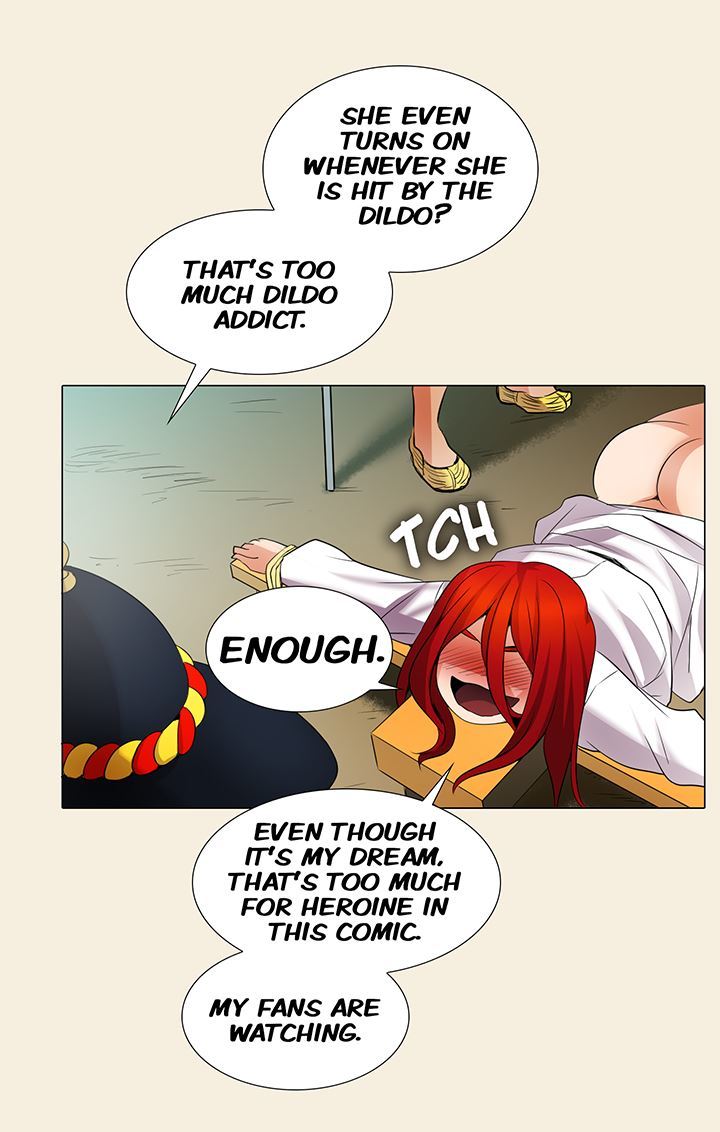 SHE EVEN
TURNS ON
WHENEVER SHE
IS HIT BY THE
DILDO?
THAT'S TOO
MUCH DILDO
ADDICT.
TCH
ENOUGH.
EVEN THOUGH
IT'S MY DREAM,
THAT'S TOO MUCH
FOR HEROINE IN
THIS COMIC.
MY FANS ARE
WATCHING.